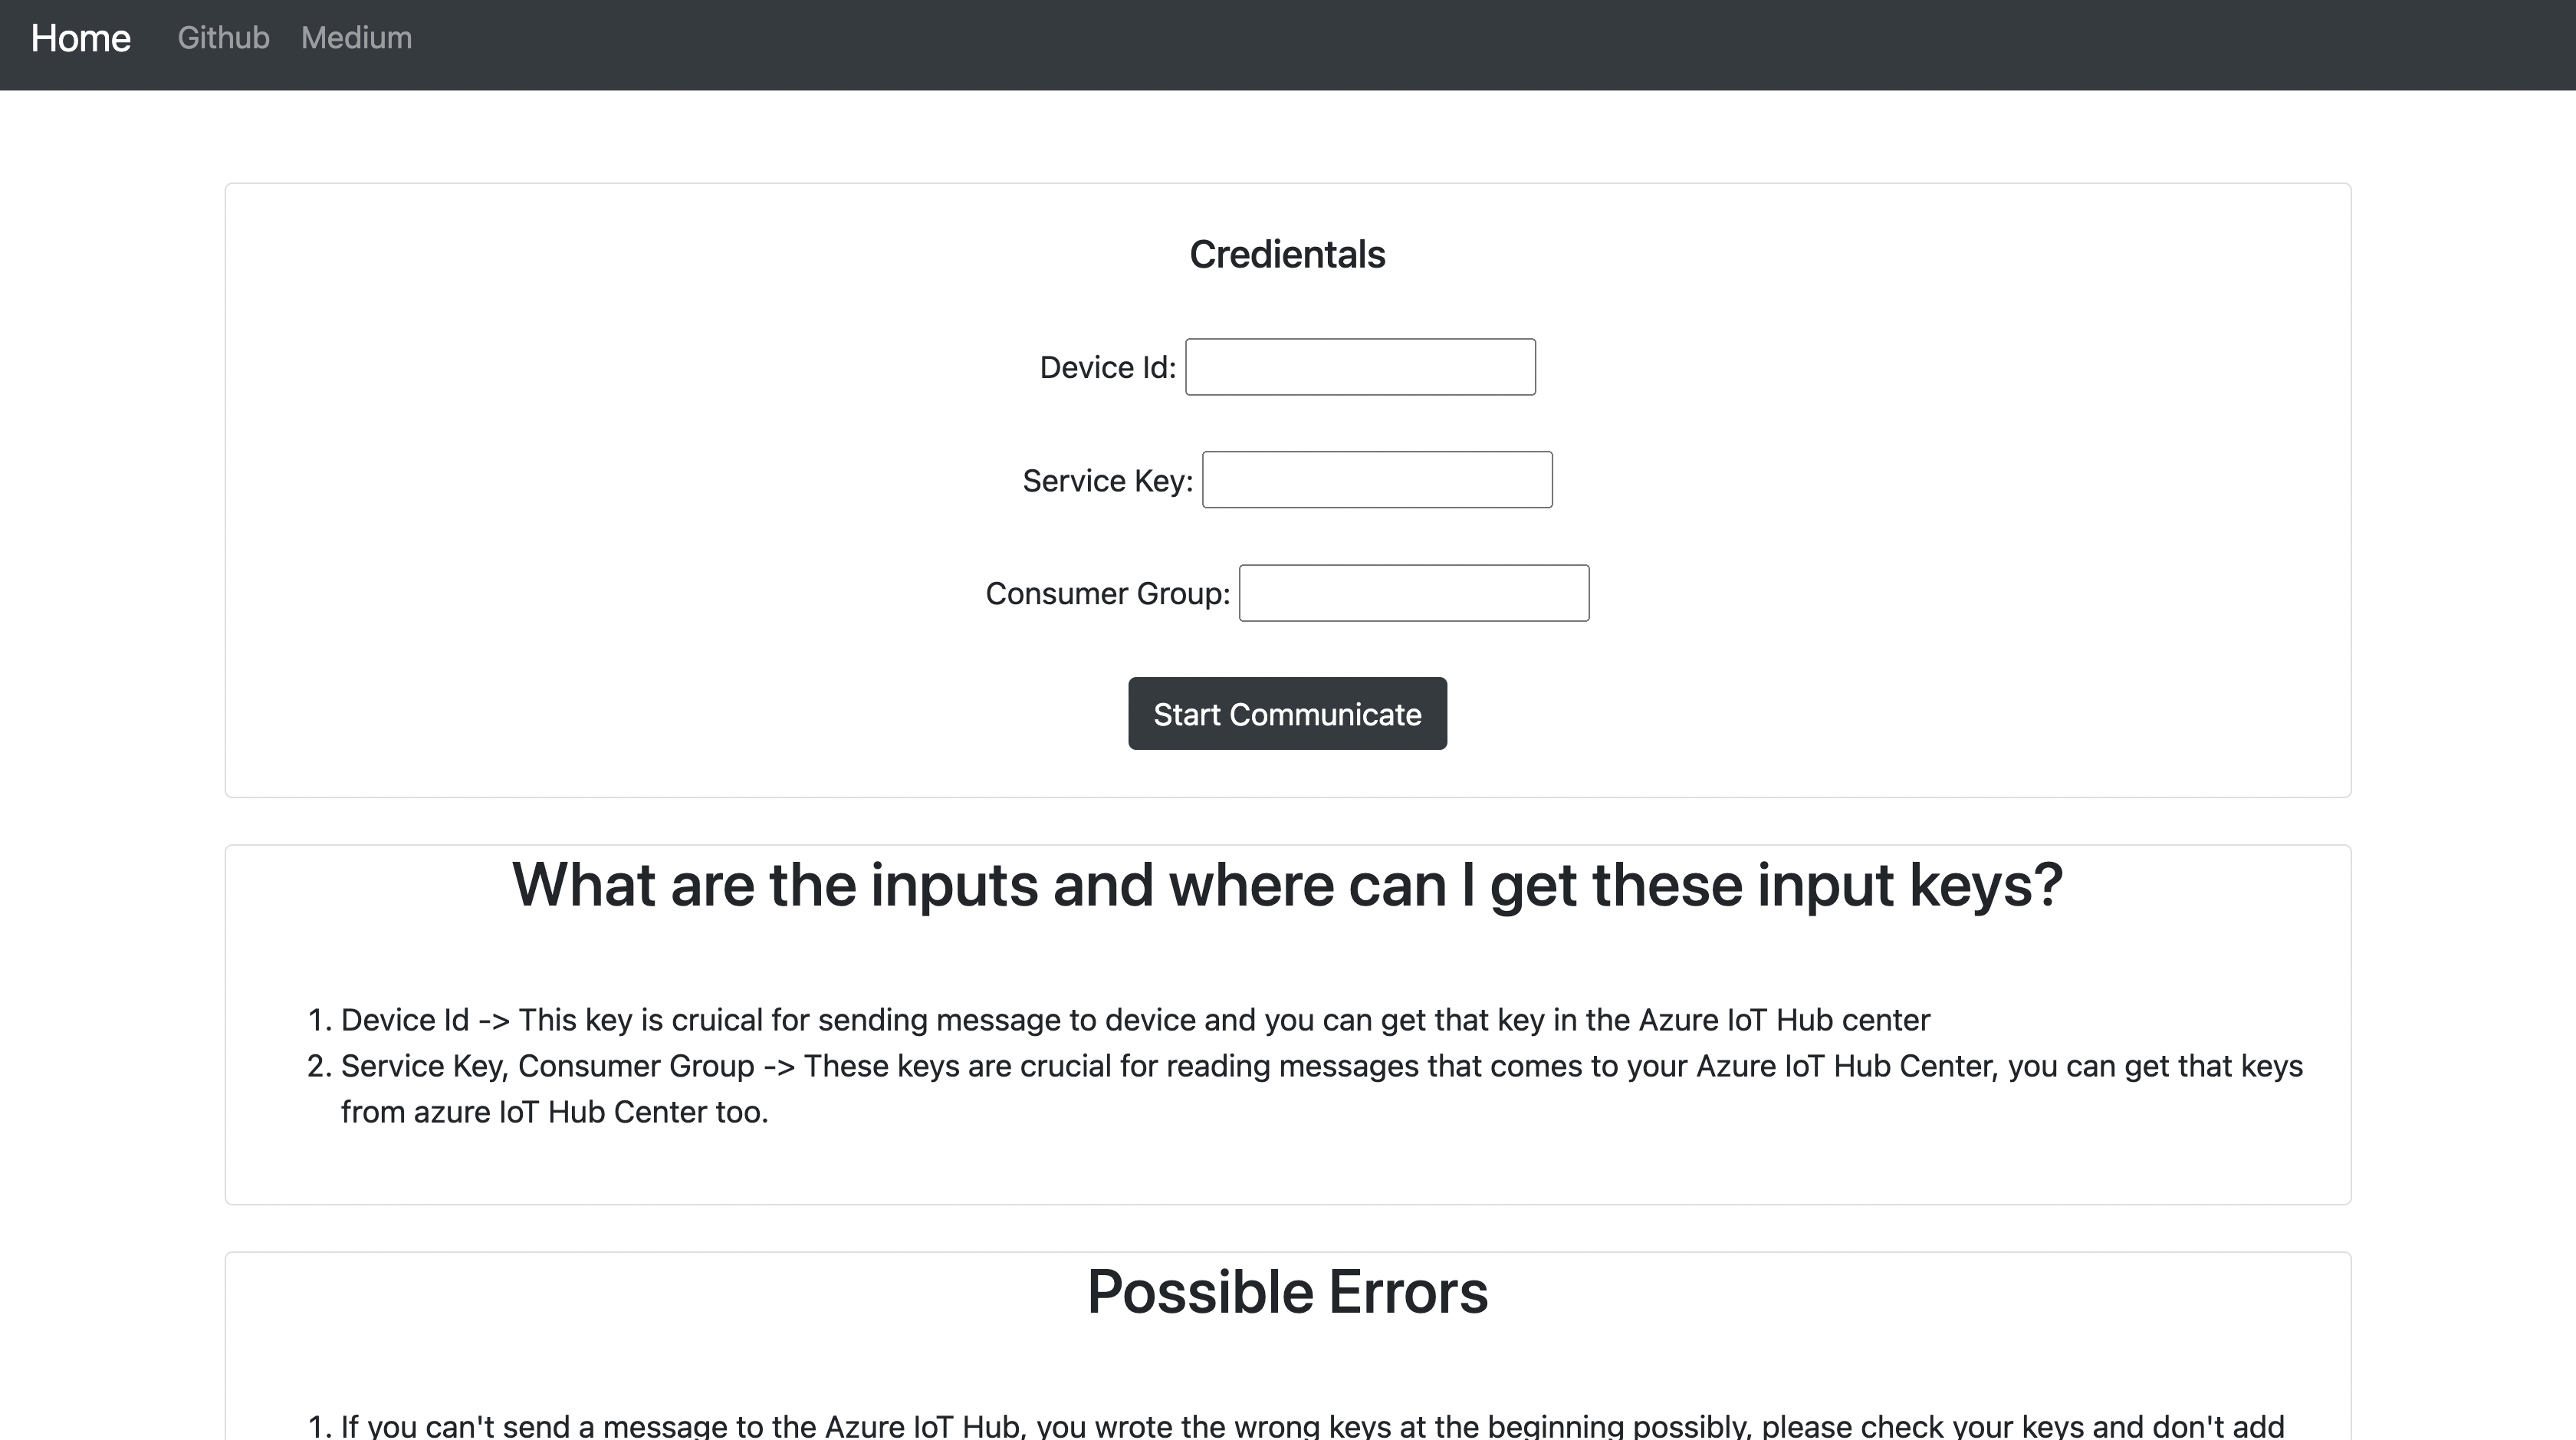 Home Github Medium
Credientals
Device Id:
Service Key:
Consumer Group:
Start Communicate
What are the inputs and where can I get these input keys?
1. Device Id -> This key is cruical for sending message to device and you can get that key in the Azure IoT Hub center
2. Service Key, Consumer Group -> These keys are crucial for reading messages that comes to your Azure IoT Hub Center, you can get that keys
from azure IoT Hub Center too.
Possible Errors
1. If you can't send a message to the Azure IoT Hub, you wrote the wrong keys at the beginning possibly, please check your keys and don't add